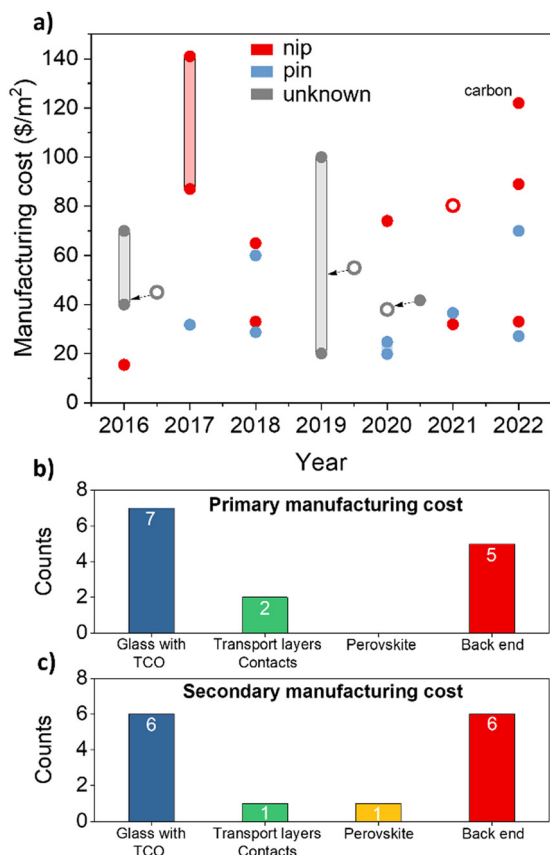 a)
nip
pin
unknown
carbon
Manufacturing cost ($/m²)
140
120
100
80
60
40
20
0
2016 2017 2018 2019 2020 2021 2022
Year
b)
Primary manufacturing cost
Counts
8
6
4
2
0
7
2
5
Glass with TCO
Transport layers Contacts
Perovskite
Back end
c)
Secondary manufacturing cost
Counts
8
6
4
2
0
6
1
1
6
Glass with TCO
Transport layers Contacts
Perovskite
Back end